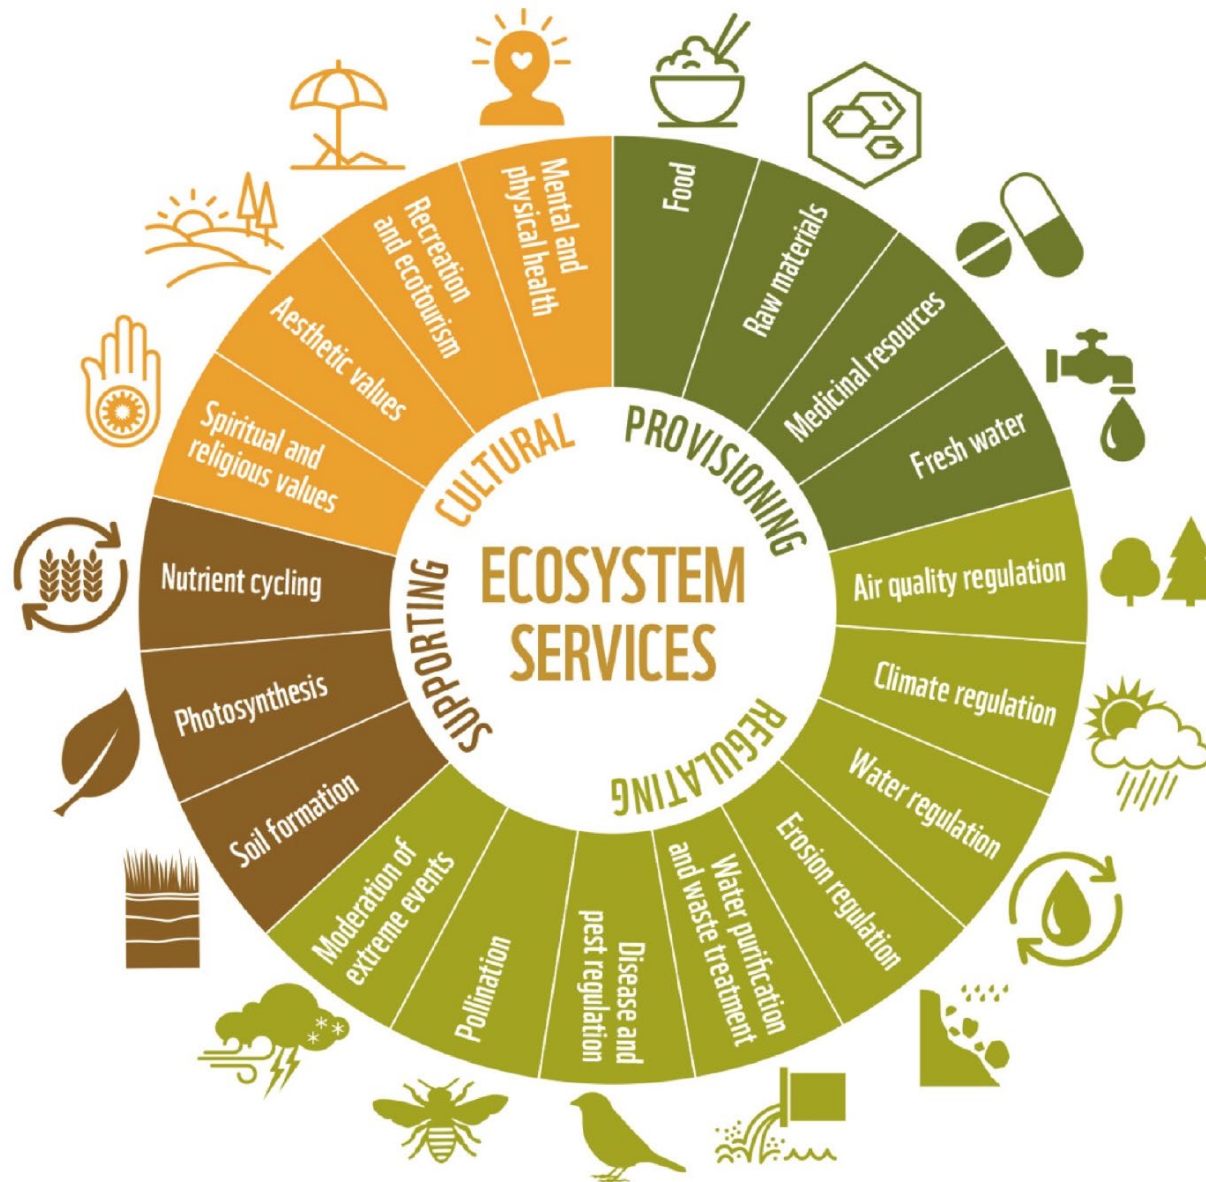 ECOSYSTEM
SERVICES
PROVISIONING
Food
Raw materials
Medicinal resources
Fresh water
REGULATING
Air quality regulation
Climate regulation
Water regulation
Erosion regulation
Water purification
and waste treatment
Disease and
pest regulation
Pollination
Moderation of
extreme events
SUPPORTING
Soil formation
Photosynthesis
Nutrient cycling
CULTURAL
Spiritual and
religious values
Aesthetic values
Recreation
and ecotourism
Mental and
physical health